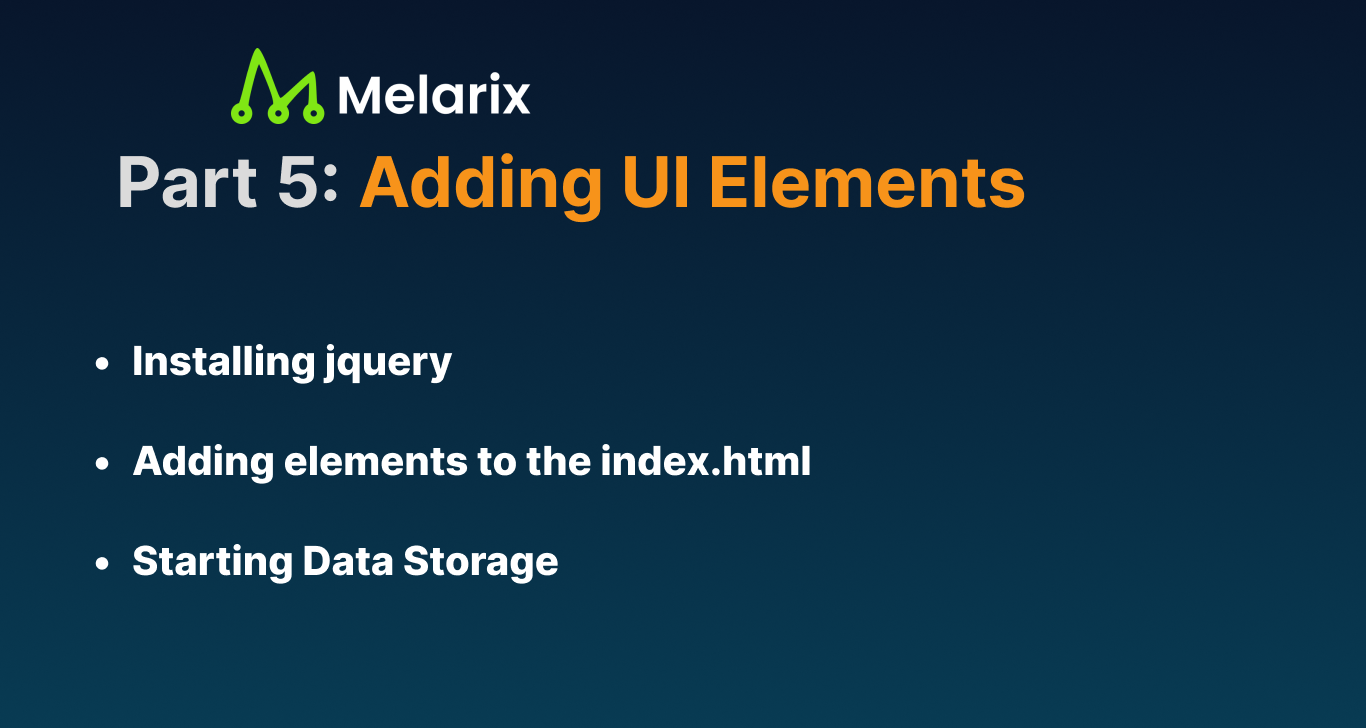 Melarix
Part 5: Adding UI Elements
• Installing jquery
• Adding elements to the index.html
• Starting Data Storage